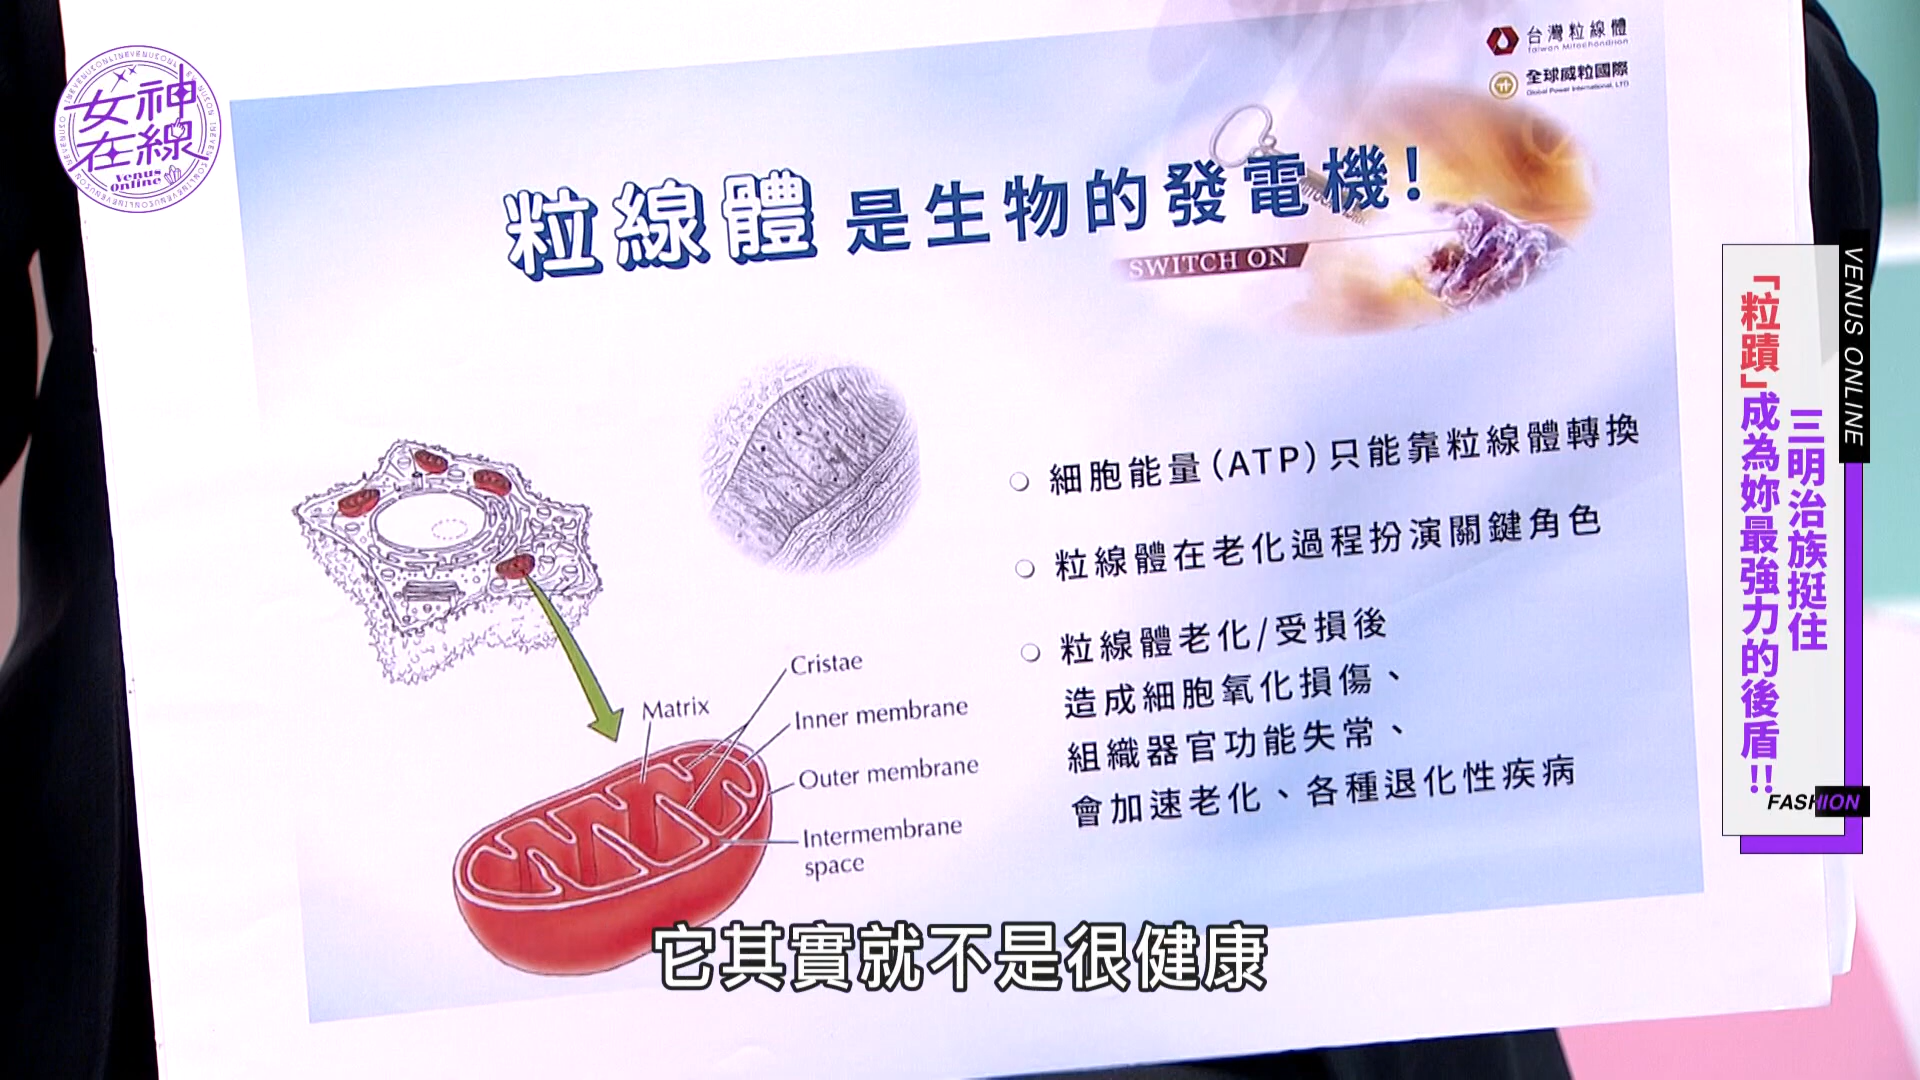 女神
在線
Venus
Online
台灣粒線體
Taiwan Mitochondrion
全球威粒國際
Global Power International, LTD
粒線體 是生物的發電機!
SWITCH ON
細胞能量(ATP)只能靠粒線體轉換
粒線體在老化過程扮演關鍵角色
粒線體老化/受損後
造成細胞氧化損傷、
組織器官功能失常、
會加速老化、各種退化性疾病
Cristae
Matrix
Inner membrane
Outer membrane
Intermembrane
space
VENUS ONLINE
三明治族挺住
「粒蹟」成為妳最強力的後盾!!
FASHION
它其實就不是很健康